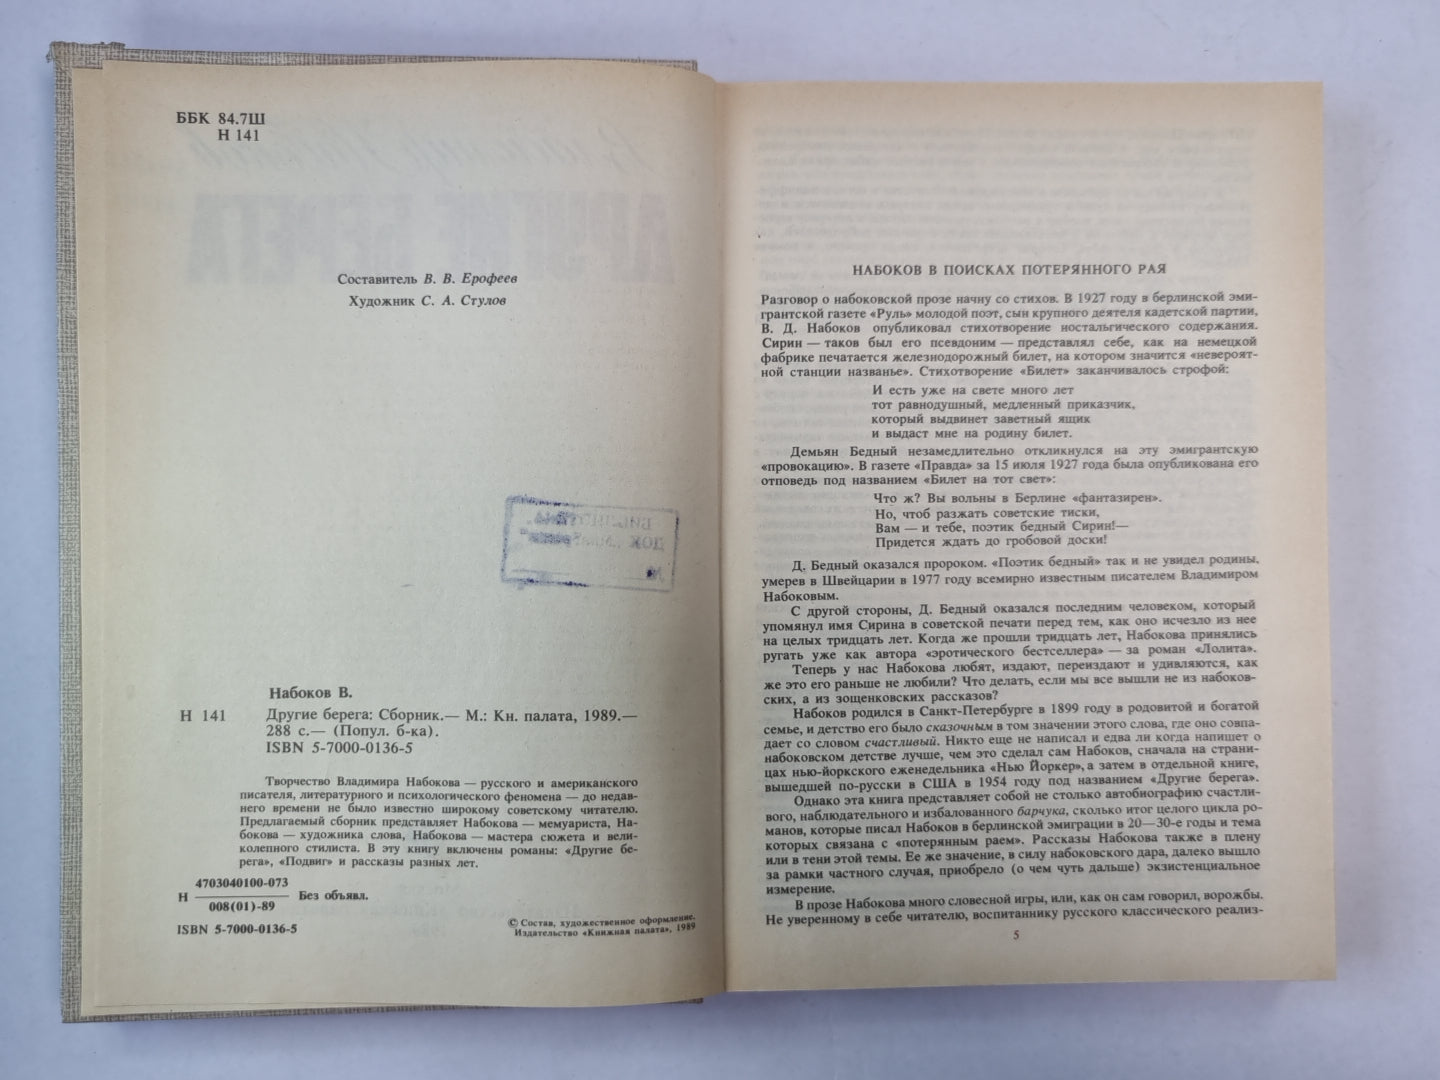 ББК 84.7Ш
Н 141
Составитель В. В. Ерофеев
Художник С. А. Стулов
Набоков В.
Н 141 Другие берега: Сборник.— М.: Кн. палата, 1989.—
288 с.— (Попул. б-ка).
ISBN 5-7000-0136-5
Творчество Владимира Набокова — русского и американского
писателя, литературного и психологического феномена — до недав-
него времени не было известно широкому советскому читателю.
Предлагаемый сборник представляет Набокова — мемуариста, На-
бокова — художника слова, Набокова — мастера сюжета и вели-
колепного стилиста. В эту книгу включены романы: «Другие бе-
рега», «Подвиг» и рассказы разных лет.
Н 4703040100-073
008(01)-89 Без объявл.
ISBN 5-7000-0136-5
© Состав, художественное оформление.
Издательство «Книжная палата», 1989
НАБОКОВ В ПОИСКАХ ПОТЕРЯННОГО РАЯ
Разговор о набоковской прозе начну со стихов. В 1927 году в берлинской эми-
грантской газете «Руль» молодой поэт, сын крупного деятеля кадетской партии,
В. Д. Набоков опубликовал стихотворение ностальгического содержания.
Сирин — таков был его псевдоним — представлял себе, как на немецкой
фабрике печатается железнодорожный билет, на котором значится «невероят-
ной станции названье». Стихотворение «Билет» заканчивалось строфой:
И есть уже на свете много лет
тот равнодушный, медленный приказчик,
который выдвинет заветный ящик
и выдаст мне на родину билет.
Демьян Бедный незамедлительно откликнулся на эту эмигрантскую
«провокацию». В газете «Правда» за 15 июля 1927 года была опубликована его
отповедь под названием «Билет на тот свет»:
Что ж? Вы вольны в Берлине «фантазирен».
Но, чтоб разжать советские тиски,
Вам — и тебе, поэтик бедный Сирин!—
Придется ждать до гробовой доски!
Д. Бедный оказался пророком. «Поэтик бедный» так и не увидел родины,
умерев в Швейцарии в 1977 году всемирно известным писателем Владимиром
Набоковым.
С другой стороны, Д. Бедный оказался последним человеком, который
упомянул имя Сирина в советской печати перед тем, как оно исчезло из нее
на целых тридцать лет. Когда же прошли тридцать лет, Набокова принялись
ругать уже как автора «эротического бестселлера» — за роман «Лолита».
Теперь у нас Набокова любят, издают, переиздают и удивляются, как
же это его раньше не любили? Что делать, если мы все вышли не из набоков-
ских, а из зощенковских рассказов?
Набоков родился в Санкт-Петербурге в 1899 году в родовитой и богатой
семье, и детство его было сказочным в том значении этого слова, где оно совпа-
дает со словом счастливый. Никто еще не написал и едва ли когда напишет о
набоковском детстве лучше, чем это сделал сам Набоков, сначала на страни-
цах нью-йоркского еженедельника «Нью Йоркер», а затем в отдельной книге,
вышедшей по-русски в США в 1954 году под названием «Другие берега».
Однако эта книга представляет собой не столько автобиографию счастли-
вого, наблюдательного и избалованного барчука, сколько итог целого цикла ро-
манов, которые писал Набоков в берлинской эмиграции в 20—30-е годы и тема
которых связана с «потерянным раем». Рассказы Набокова также в плену
или в тени этой темы. Ее же значение, в силу набоковского дара, далеко вышло
за рамки частного случая, приобрело (о чем чуть дальше) экзистенциальное
измерение.
В прозе Набокова много словесной игры, или, как он сам говорил, ворожбы.
Не уверенному в себе читателю, воспитаннику русского классического реализ-
5